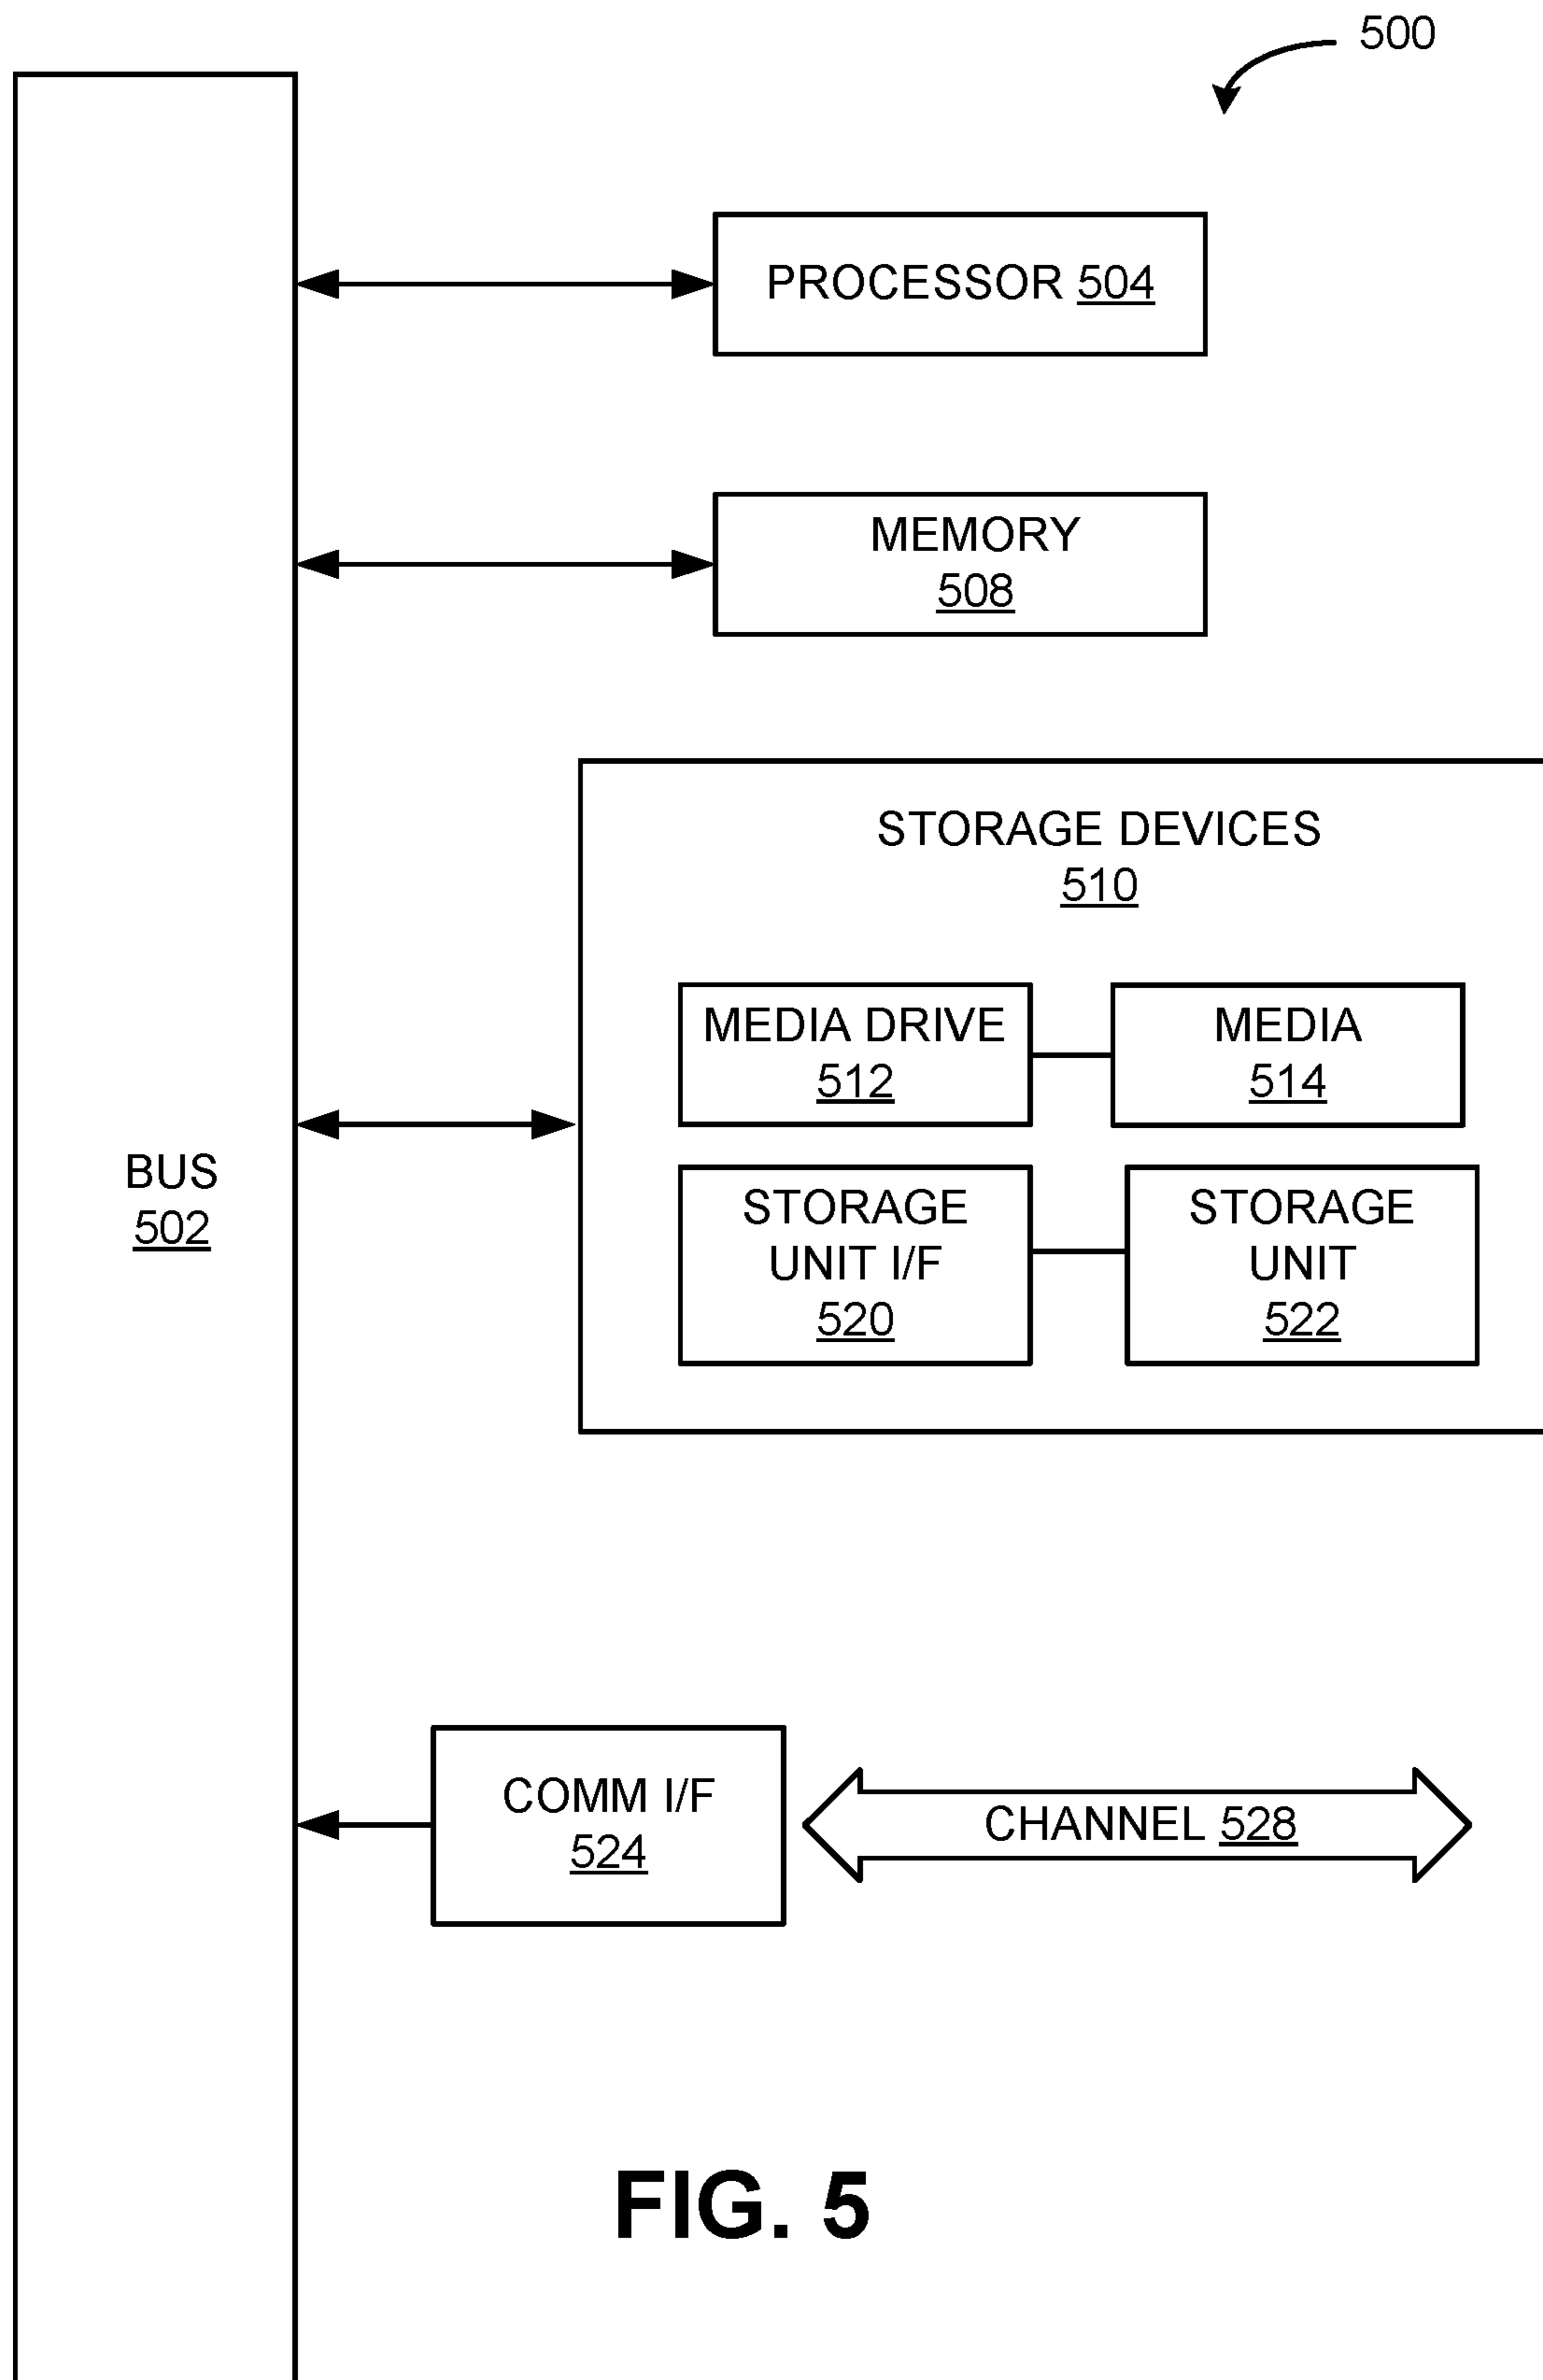 500
PROCESSOR 504
MEMORY
508
STORAGE DEVICES
510
MEDIA DRIVE
512
MEDIA
514
BUS
502
STORAGE
UNIT I/F
520
STORAGE
UNIT
522
COMM I/F
524
CHANNEL 528
FIG. 5